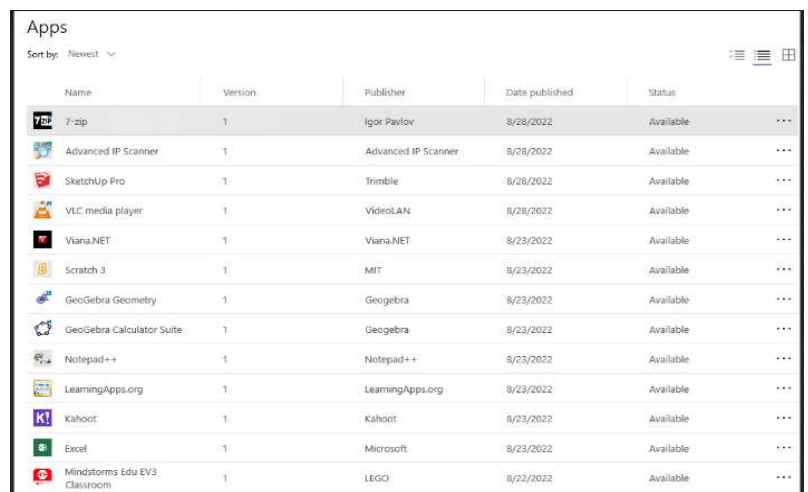 Apps
Sort by: Newest
Name Version Publisher Date published Status
7-zip 1 Igor Pavlov 8/28/2022 Available
Advanced IP Scanner 1 Advanced IP Scanner 8/28/2022 Available
SketchUp Pro 1 Trimble 8/28/2022 Available
VLC media player 1 VideoLAN 8/28/2022 Available
Viana.NET 1 Viana.NET 8/23/2022 Available
Scratch 3 1 MIT 8/23/2022 Available
GeoGebra Geometry 1 Geogebra 8/23/2022 Available
GeoGebra Calculator Suite 1 Geogebra 8/23/2022 Available
Notepad++ 1 Notepad++ 8/23/2022 Available
LearningApps.org 1 LearningApps.org 8/23/2022 Available
K! Kahoot 1 Kahoot 8/23/2022 Available
Excel 1 Microsoft 8/23/2022 Available
Mindstorms Edu EV3
Classroom 1 LEGO 8/22/2022 Available